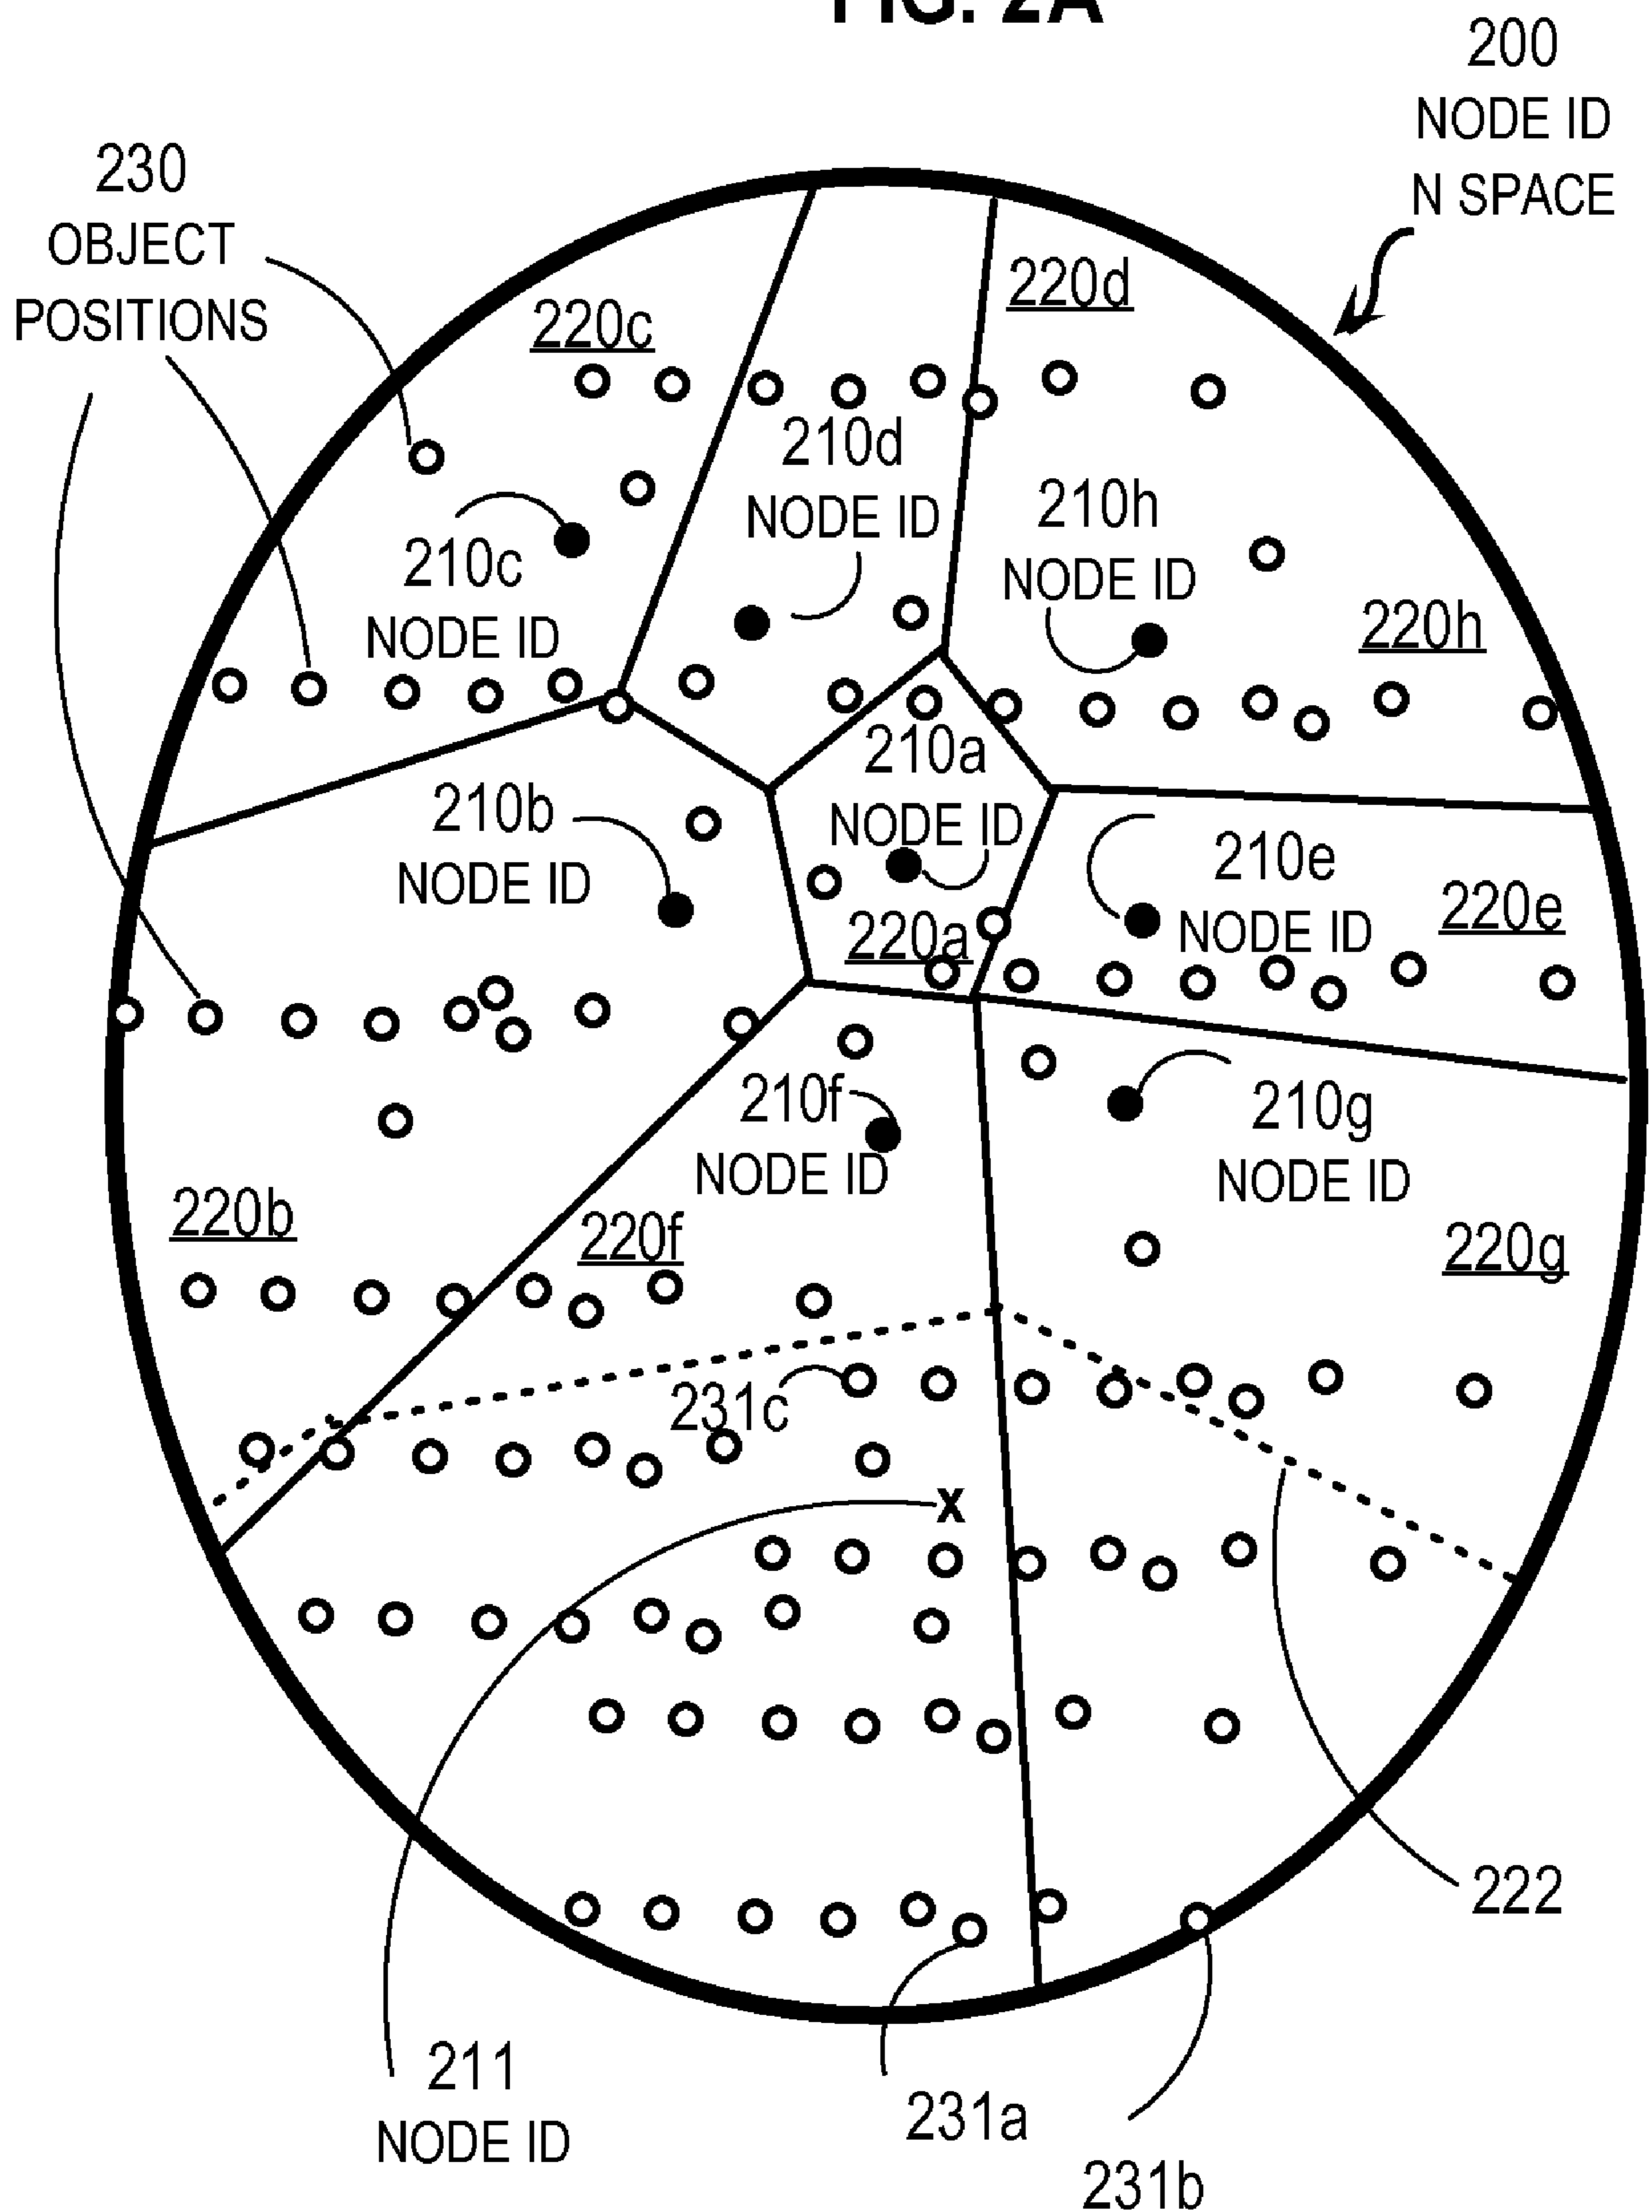 FIG. 2A
200
NODE ID
N SPACE
230
OBJECT
POSITIONS
220d
220c
210d
NODE ID
210h
NODE ID
210c
NODE ID
220h
210a
NODE ID
210b
NODE ID
210e
NODE ID
220e
220a
210f
NODE ID
210g
NODE ID
220b
220f
220g
231c
x
222
211
NODE ID
231a
231b